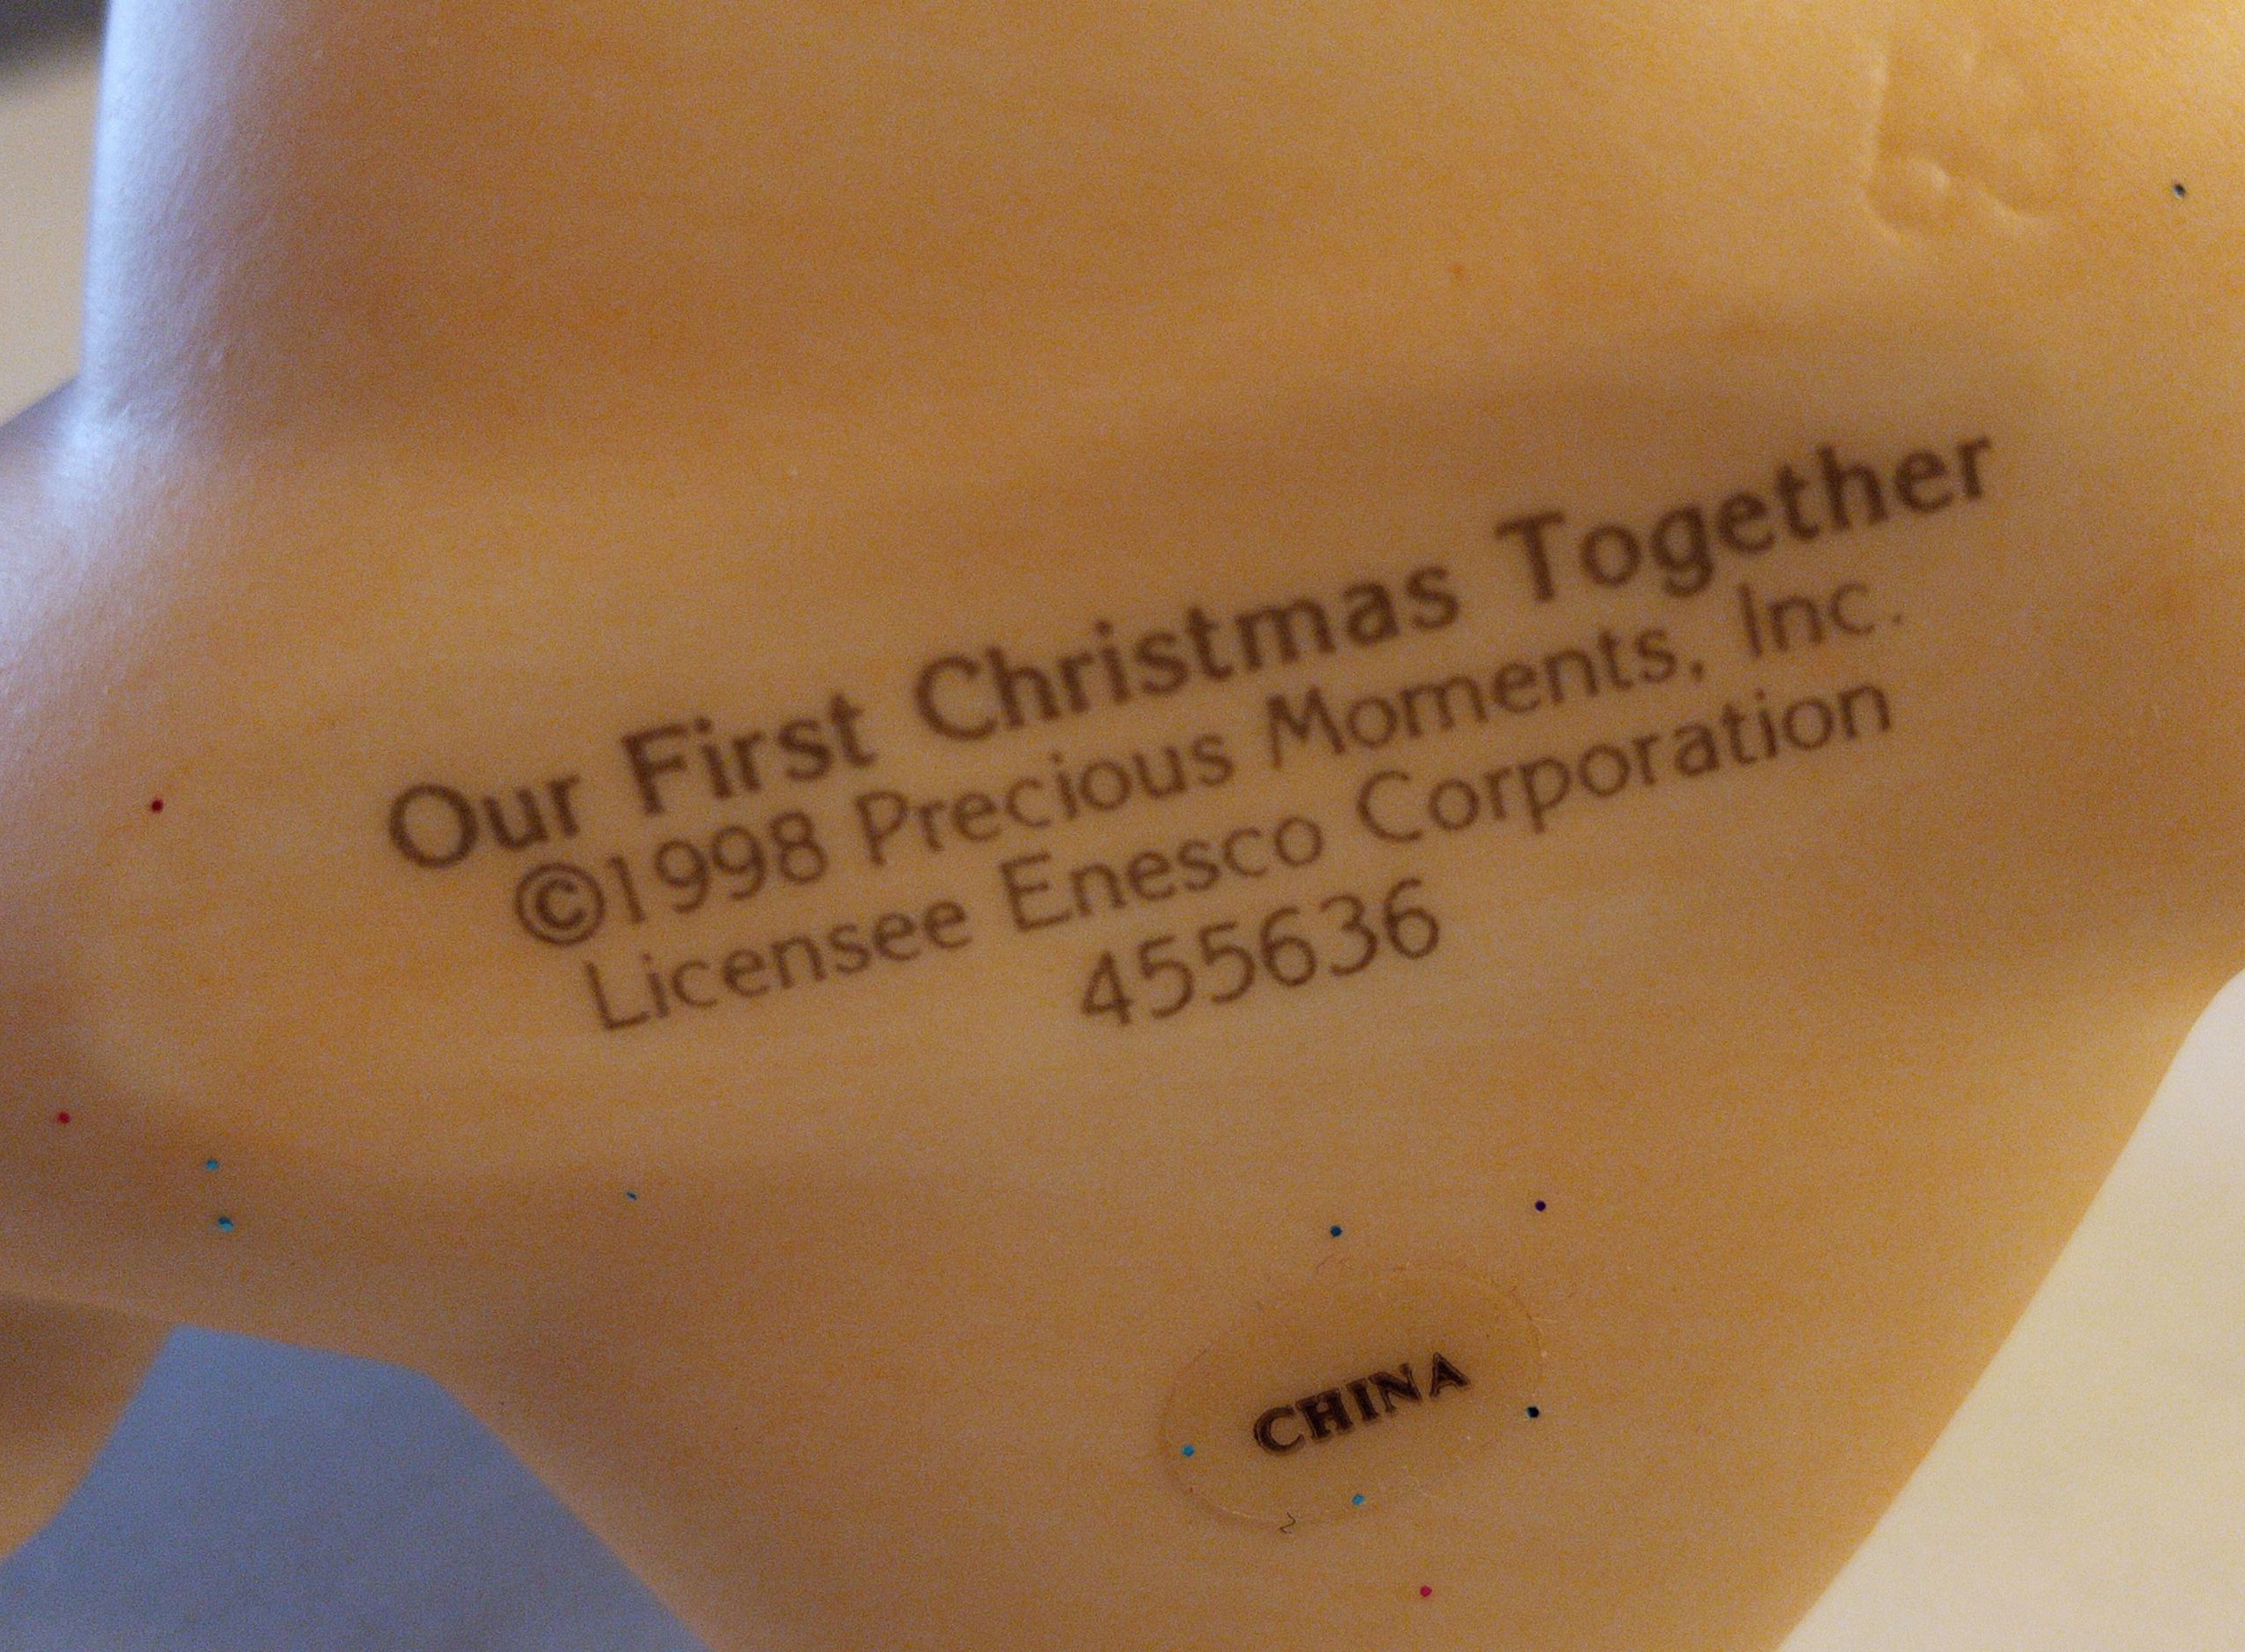 Our First Christmas Together
©1998 Precious Moments, Inc.
Licensee Enesco Corporation
455636
CHINA